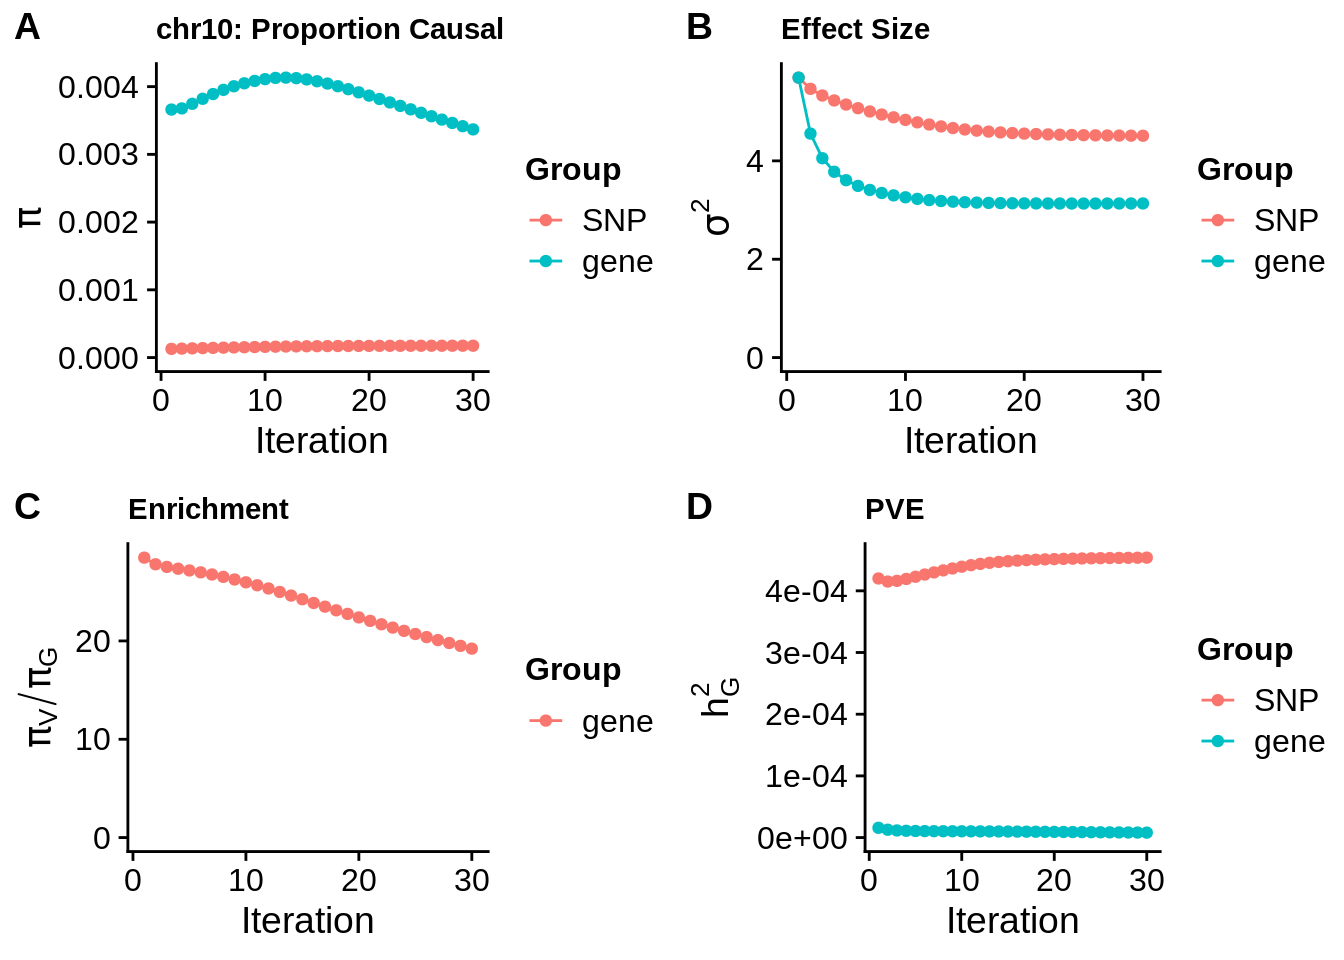 A
chr10: Proportion Causal
π
0.004
0.003
0.002
0.001
0.000
0 10 20 30
Iteration
Group
SNP
gene
B
Effect Size
σ²
4
2
0
0 10 20 30
Iteration
Group
SNP
gene
C
Enrichment
πV/πG
20
10
0
0 10 20 30
Iteration
Group
gene
D
PVE
h²G
4e-04
3e-04
2e-04
1e-04
0e+00
0 10 20 30
Iteration
Group
SNP
gene